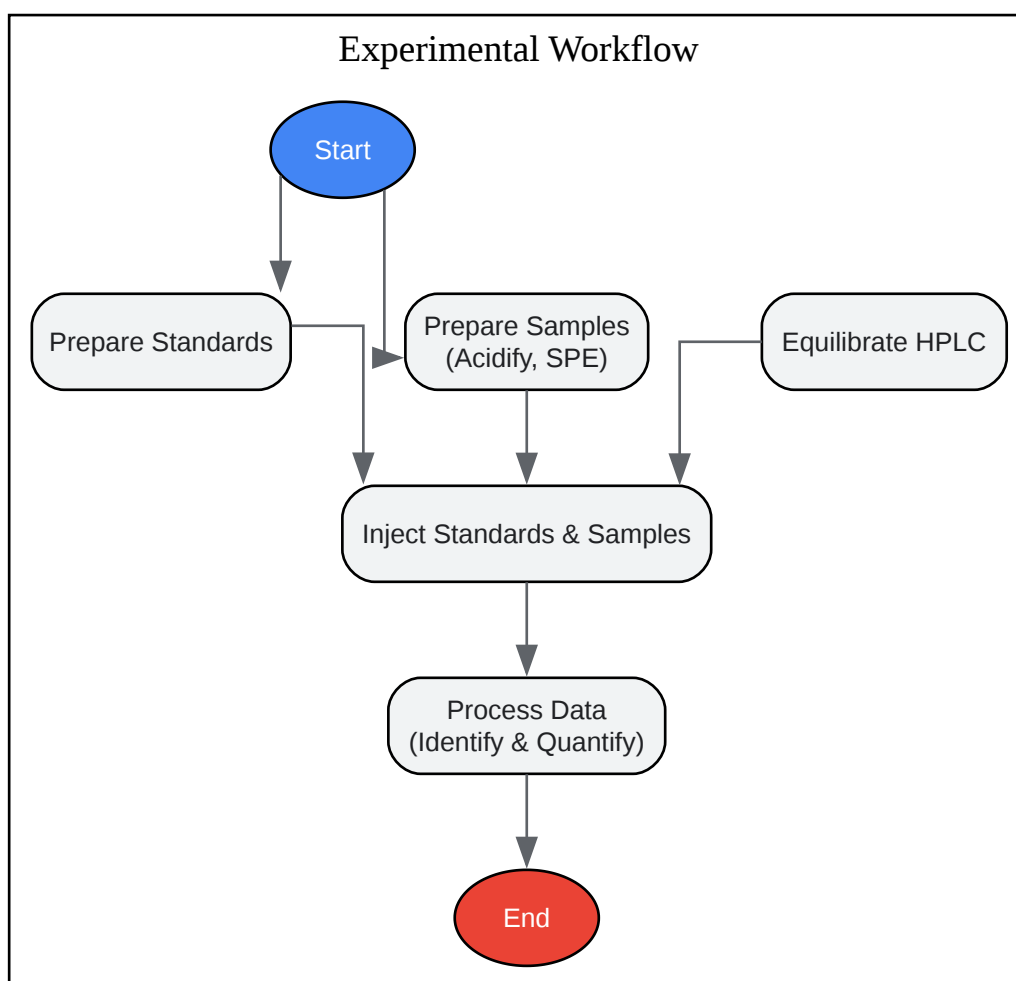 Experimental Workflow
Start
Prepare Standards
Prepare Samples
(Acidify, SPE)
Equilibrate HPLC
Inject Standards & Samples
Process Data
(Identify & Quantify)
End